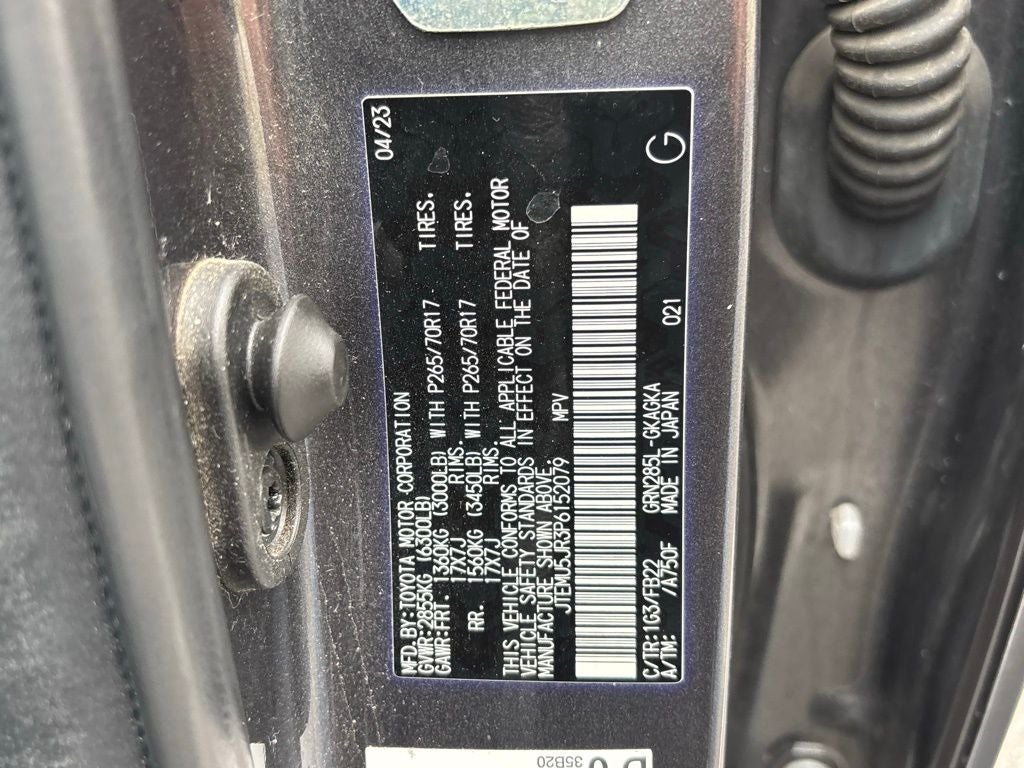 MFD.BY:TOYOTA MOTOR CORPORATION 04/23
GVWR:2855KG (6300LB)
GAWR:FRT. 1360KG (3000LB) WITH P265/70R17 TIRES.
17X7J RIMS.
RR. 1560KG (3450LB) WITH P265/70R17 TIRES.
17X7J RIMS.
THIS VEHICLE CONFORMS TO ALL APPLICABLE FEDERAL MOTOR
VEHICLE SAFETY STANDARDS IN EFFECT ON THE DATE OF
MANUFACTURE SHOWN ABOVE.
JTEMU5JR3P6152079 MPV
C/TR:1G3/FB22 GRN285L-GKAGKA 021 G
A/TM: /A750F MADE IN JAPAN
35B20